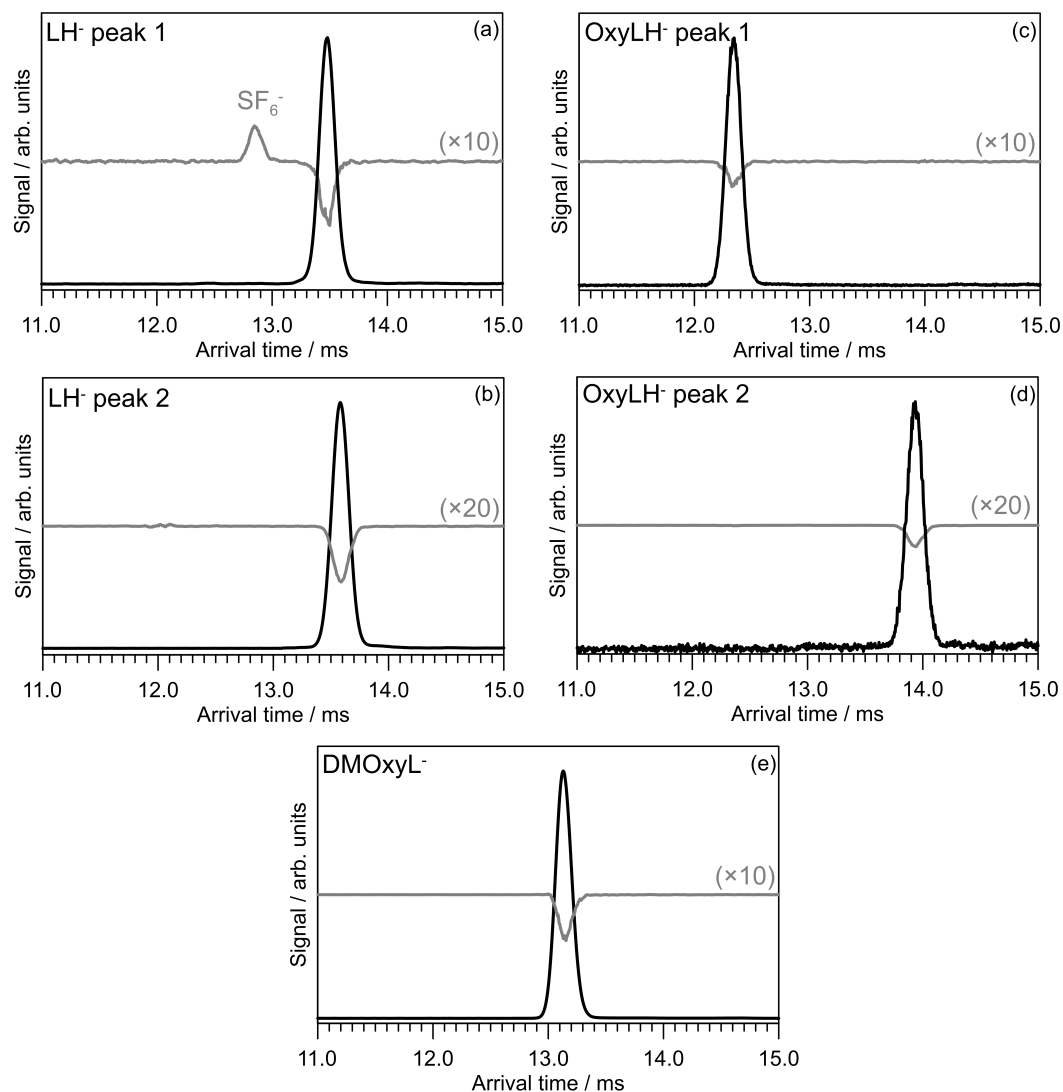 LH- peak 1
(a)
SF6-
(×10)
Signal / arb. units
11.0 12.0 13.0 14.0 15.0
Arrival time / ms
OxyLH- peak 1
(c)
(×10)
Signal / arb. units
11.0 12.0 13.0 14.0 15.0
Arrival time / ms
LH- peak 2
(b)
(×20)
Signal / arb. units
11.0 12.0 13.0 14.0 15.0
Arrival time / ms
OxyLH- peak 2
(d)
(×20)
Signal / arb. units
11.0 12.0 13.0 14.0 15.0
Arrival time / ms
DMOxyL-
(e)
(×10)
Signal / arb. units
11.0 12.0 13.0 14.0 15.0
Arrival time / ms